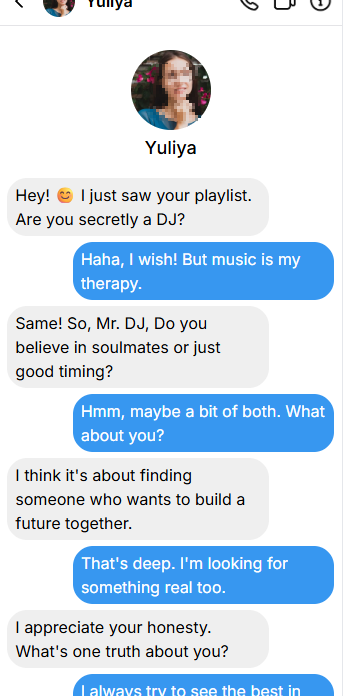 Yuliya
Yuliya
Hey! 😊 I just saw your playlist.
Are you secretly a DJ?
Haha, I wish! But music is my
therapy.
Same! So, Mr. DJ, Do you
believe in soulmates or just
good timing?
Hmm, maybe a bit of both. What
about you?
I think it's about finding
someone who wants to build a
future together.
That's deep. I'm looking for
something real too.
I appreciate your honesty.
What's one truth about you?
I always try to see the best in